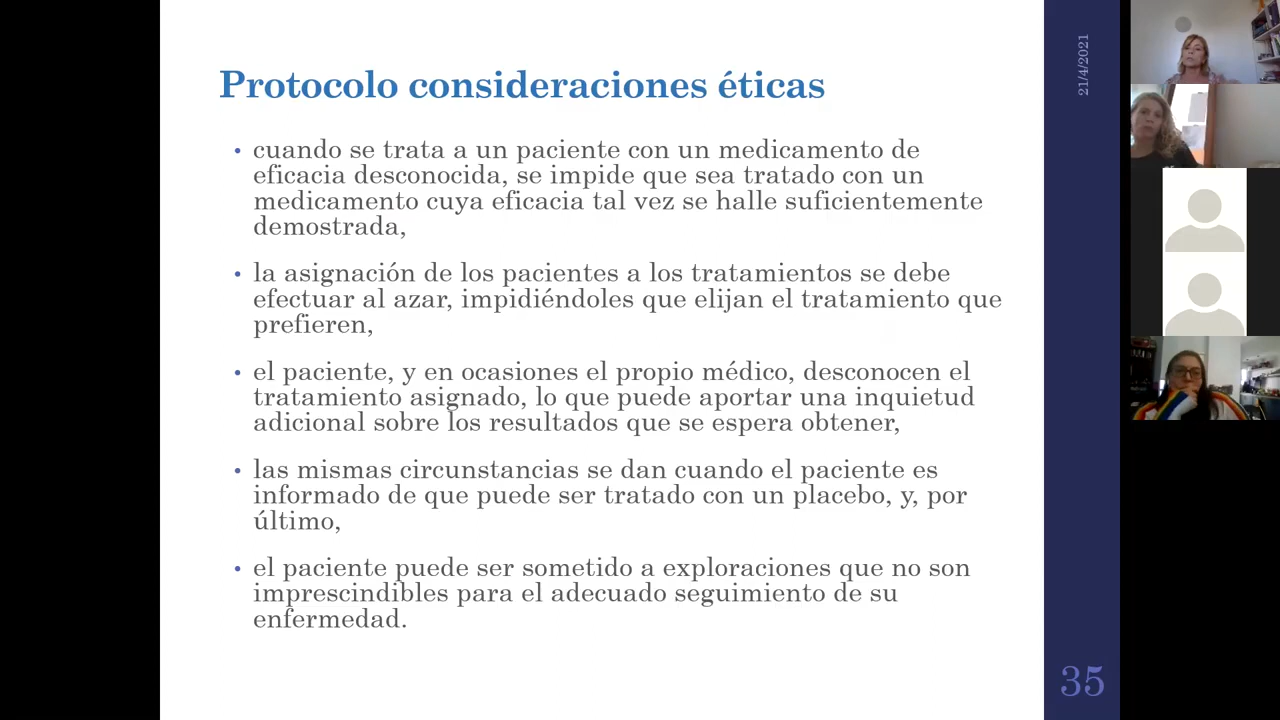 Protocolo consideraciones éticas
• cuando se trata a un paciente con un medicamento de
eficacia desconocida, se impide que sea tratado con un
medicamento cuya eficacia tal vez se halle suficientemente
demostrada,
• la asignación de los pacientes a los tratamientos se debe
efectuar al azar, impidiéndoles que elijan el tratamiento que
prefieren,
• el paciente, y en ocasiones el propio médico, desconocen el
tratamiento asignado, lo que puede aportar una inquietud
adicional sobre los resultados que se espera obtener,
• las mismas circunstancias se dan cuando el paciente es
informado de que puede ser tratado con un placebo, y, por
último,
• el paciente puede ser sometido a exploraciones que no son
imprescindibles para el adecuado seguimiento de su
enfermedad.
21/4/2021
35